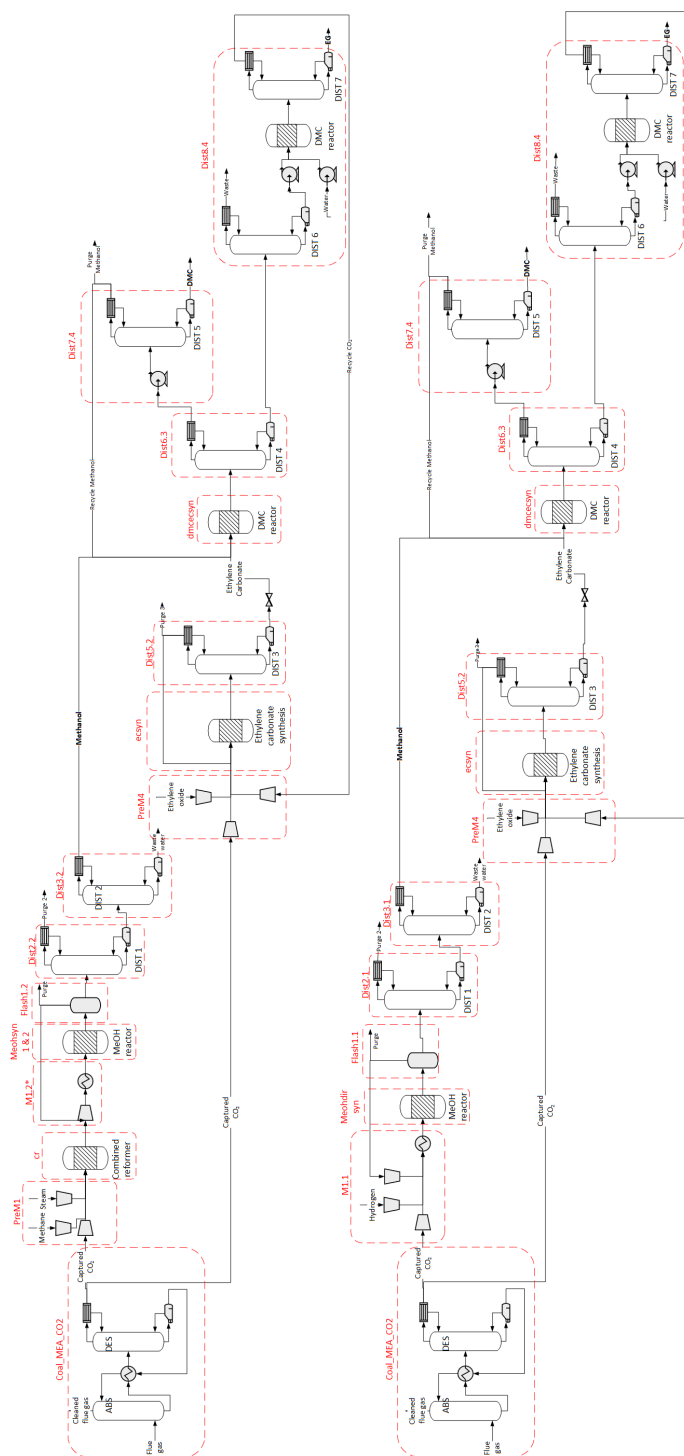 Coal_MEA_CO2
Cleaned
flue gas
ABS
DES
Flue
gas
Captured
CO₂
PreM1
Methane
Steam
cr
Combined
reformer
M1.2*
Meohsyn
1 & 2
MeOH
reactor
Flash1.2
Purge
Dist2.2
Purge 2
DIST 1
Dist3.2
DIST 2
Waste
water
Methanol
Captured
CO₂
PreM4
Ethylene
oxide
ecsyn
Ethylene
carbonate
synthesis
Dist5.2
Purge 3
DIST 3
Ethylene
Carbonate
dmcecsyn
DMC
reactor
Recycle Methanol
Dist6.3
DIST 4
Dist7.4
DIST 5
DMC
Purge
Methanol
Recycle CO₂
Dist8.4
Waste
DIST 6
Water
DMC
reactor
DIST 7
EG
Coal_MEA_CO2
Cleaned
flue gas
ABS
DES
Flue
gas
Captured
CO₂
M1.1
Hydrogen
Meohdir
syn
MeOH
reactor
Flash1.1
Purge
Dist2.1
Purge 2
DIST 1
Dist3.1
DIST 2
Waste
water
Methanol
Captured
CO₂
PreM4
Ethylene
oxide
ecsyn
Ethylene
carbonate
synthesis
Dist5.2
Purge3
DIST 3
Ethylene
Carbonate
dmcecsyn
DMC
reactor
Recycle Methanol
Dist6.3
DIST 4
Dist7.4
DIST 5
DMC
Purge
Methanol
Dist8.4
Waste
DIST 6
Water
DMC
reactor
DIST 7
EG